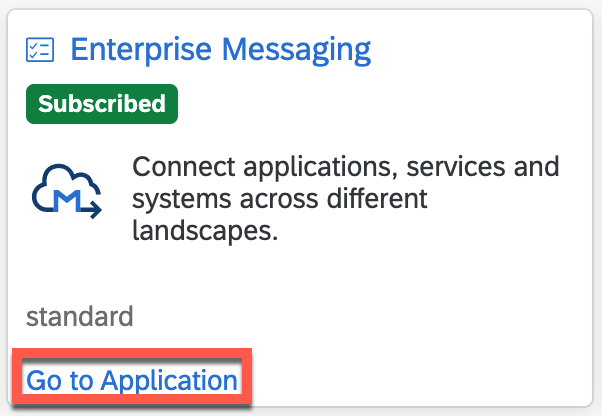 Enterprise Messaging
Subscribed
Connect applications, services and
systems across different
landscapes.
standard
Go to Application